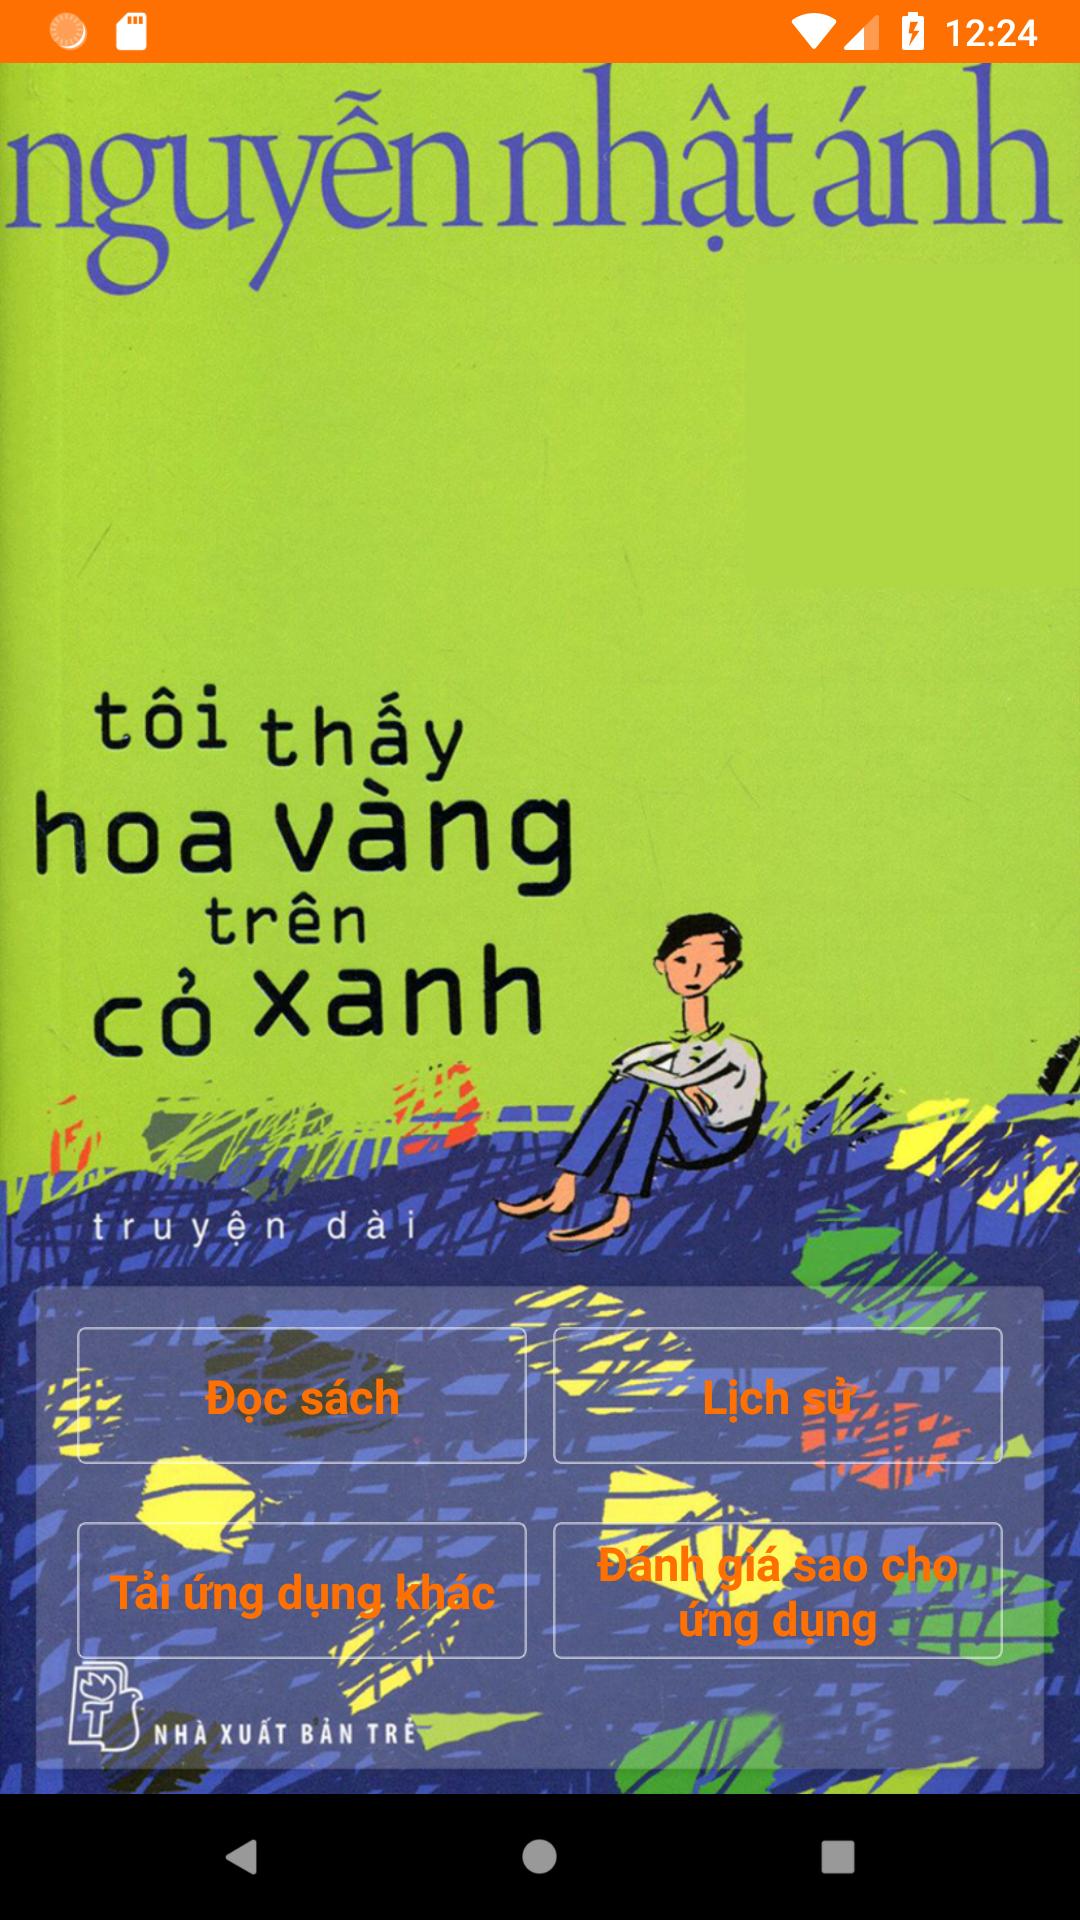 12:24
nguyễn nhật ánh
tôi thấy
hoa vàng
trên
cỏ xanh
truyện dài
Đọc sách
Lịch sử
Tải ứng dụng khác
Đánh giá sao cho
ứng dụng
NHÀ XUẤT BẢN TRẺ